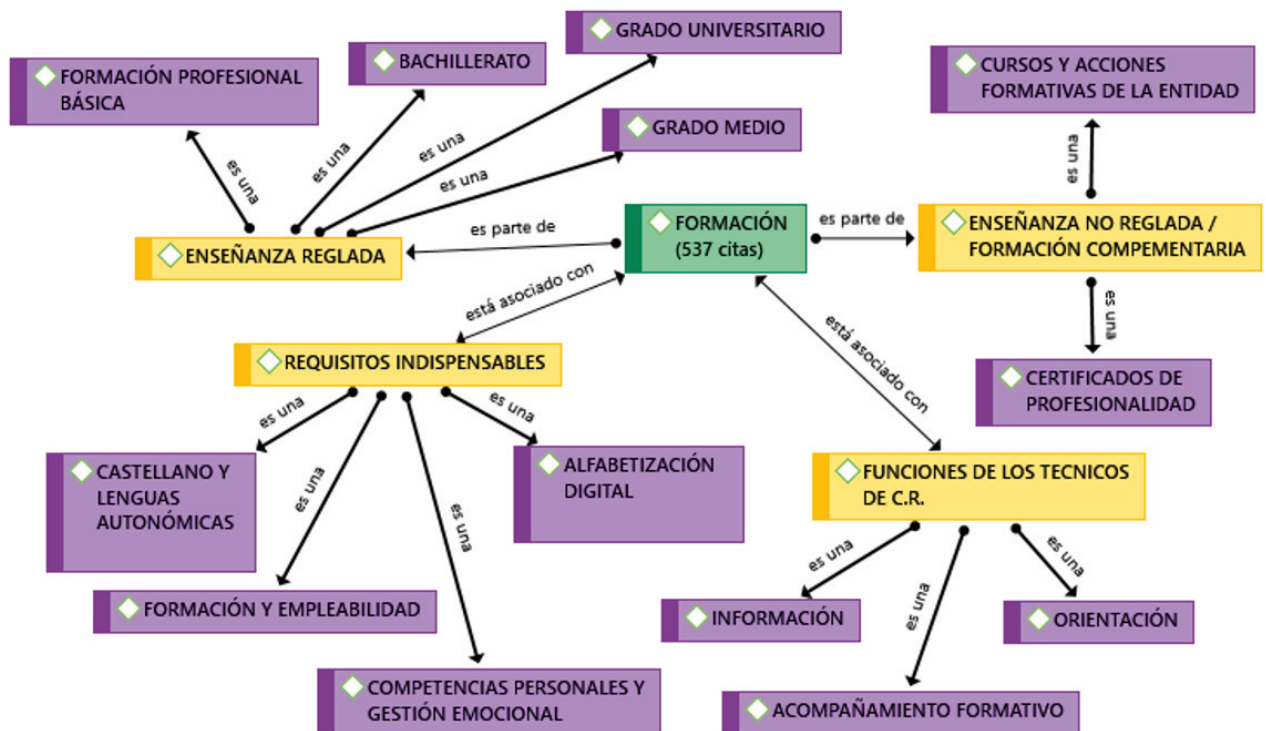 GRADO UNIVERSITARIO
BACHILLERATO
FORMACIÓN PROFESIONAL
BÁSICA
CURSOS Y ACCIONES
FORMATIVAS DE LA ENTIDAD
GRADO MEDIO
es una
es una
es una
es una
es una
ENSEÑANZA REGLADA
es parte de
FORMACIÓN
(537 citas)
es parte de
ENSEÑANZA NO REGLADA /
FORMACIÓN COMPEMENTARIA
está asociado con
está asociado con
es una
REQUISITOS INDISPENSABLES
CERTIFICADOS DE
PROFESIONALIDAD
es una
es una
es una
es una
CASTELLANO Y
LENGUAS
AUTONÓMICAS
ALFABETIZACIÓN
DIGITAL
FUNCIONES DE LOS TECNICOS
DE C.R.
es una
es una
es una
FORMACIÓN Y EMPLEABILIDAD
INFORMACIÓN
ORIENTACIÓN
COMPETENCIAS PERSONALES Y
GESTIÓN EMOCIONAL
ACOMPAÑAMIENTO FORMATIVO